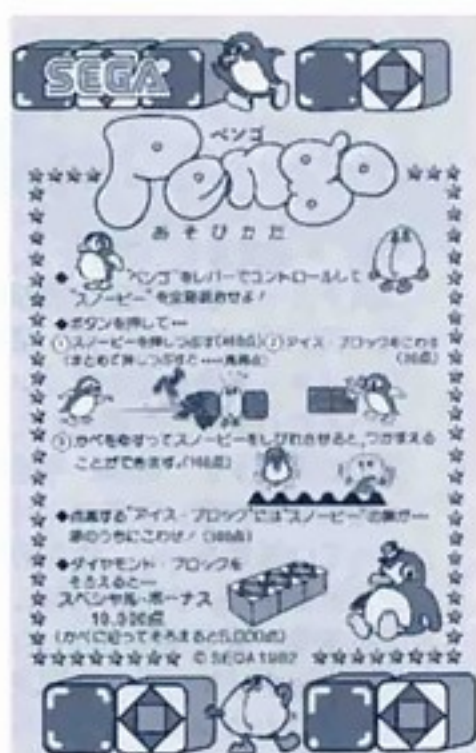 SEGA
ペンゴ
Pengo
あそびかた
◆"ペンゴ"をレバーでコントロールして
"スノービー"を全滅させよ!
◆ボタンを押して…
①スノービーを押しつぶす(400点) ②アイス・ブロックをこわす
(まとめて押しつぶすと……点) (30点)
③かべをゆすってスノービーをしびれさせると、つかまえる
ことができます。(100点)
◆点滅する"アイス・ブロック"には"スノービー"の卵が…
卵のうちにこわせ!(500点)
◆ダイヤモンド・ブロックを
そろえると…
スペシャル・ボーナス
10,000点
(かべに沿ってそろえると5,000点)
© SEGA 1982